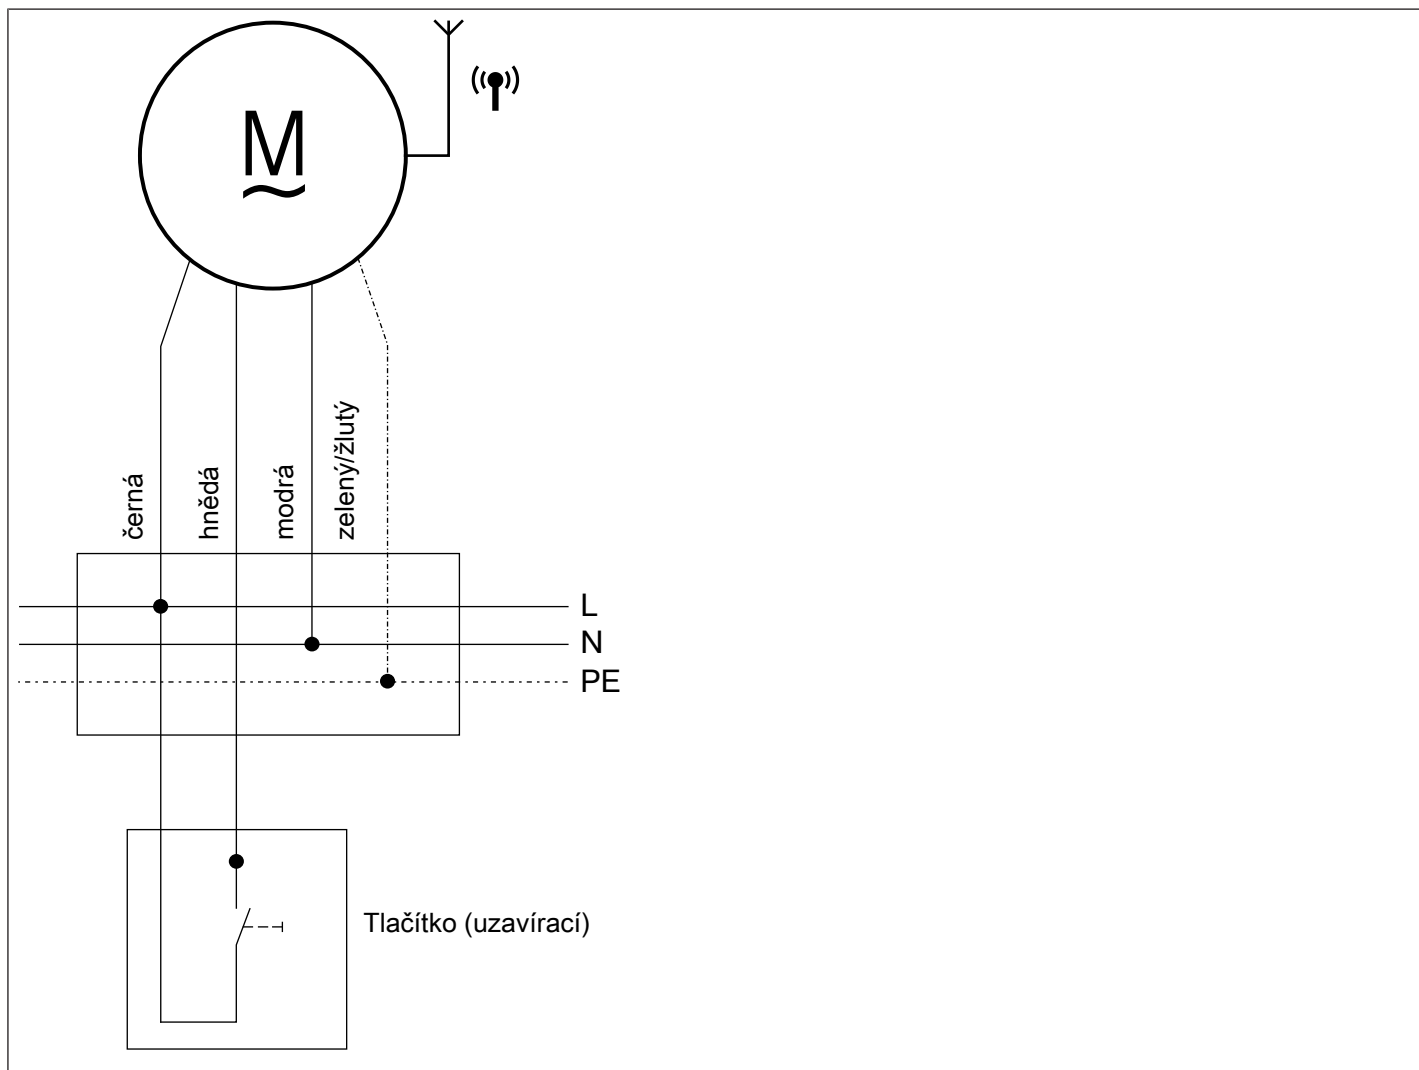 M
černá
hnědá
modrá
zelený/žlutý
L
N
PE
Tlačítko (uzavírací)